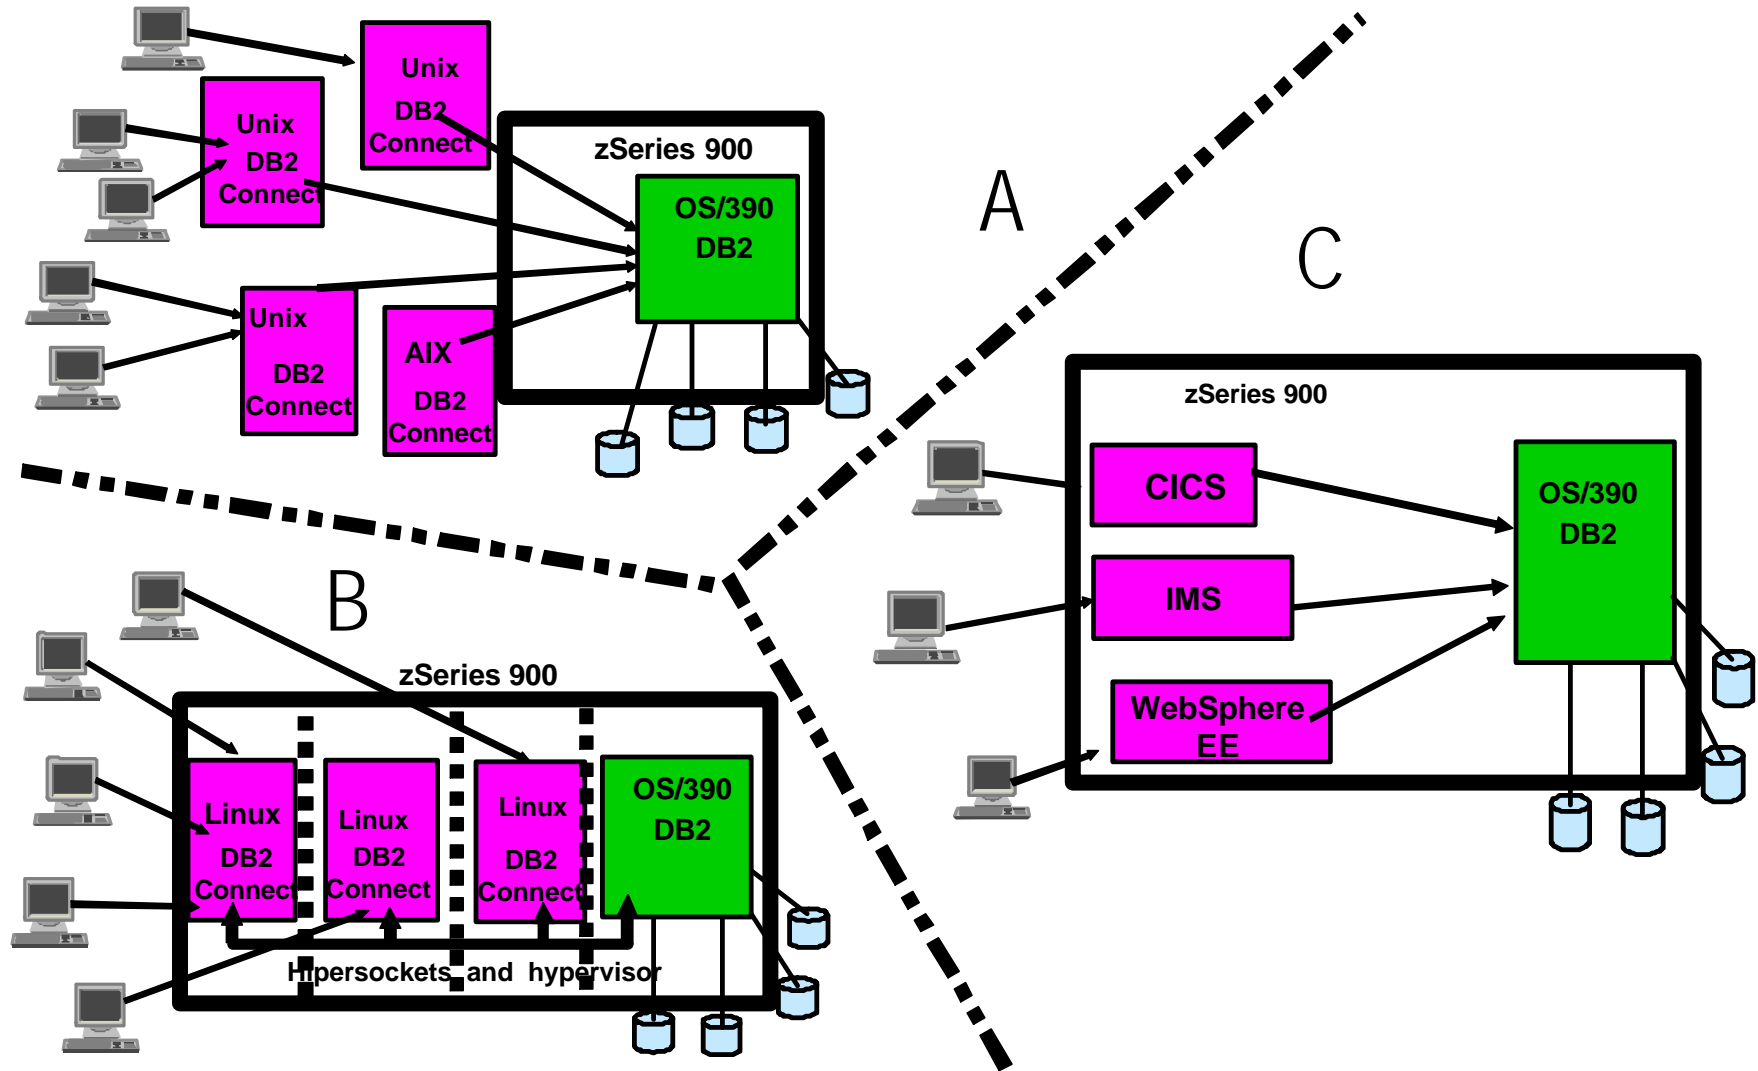 Unix
DB2
Connect
Unix
DB2
Connect
zSeries 900
OS/390
DB2
Unix
DB2
Connect
AIX
DB2
Connect
A
C
zSeries 900
CICS
IMS
WebSphere
EE
OS/390
DB2
B
zSeries 900
Linux
DB2
Connect
Linux
DB2
Connect
Linux
DB2
Connect
OS/390
DB2
Hipersockets and hypervisor